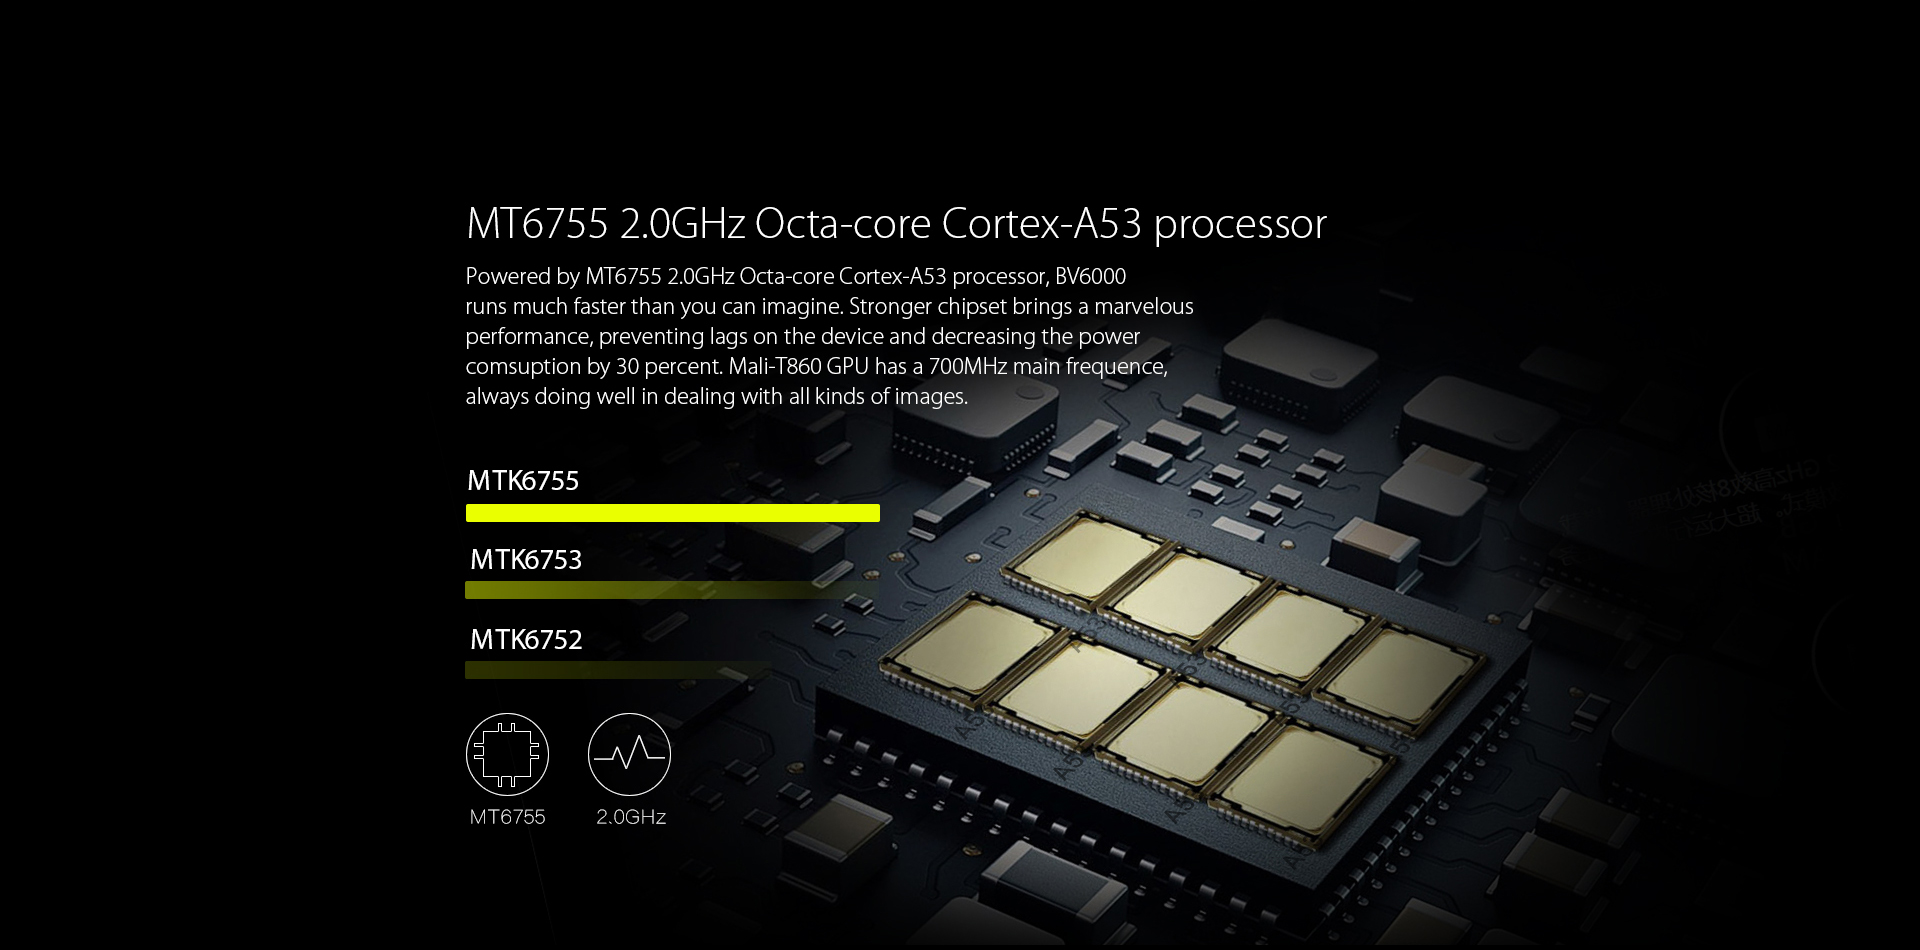 MT6755 2.0GHz Octa-core Cortex-A53 processor
Powered by MT6755 2.0GHz Octa-core Cortex-A53 processor, BV6000
runs much faster than you can imagine. Stronger chipset brings a marvelous
performance, preventing lags on the device and decreasing the power
comsuption by 30 percent. Mali-T860 GPU has a 700MHz main frequence,
always doing well in dealing with all kinds of images.
MTK6755
MTK6753
MTK6752
MT6755
2.0GHz